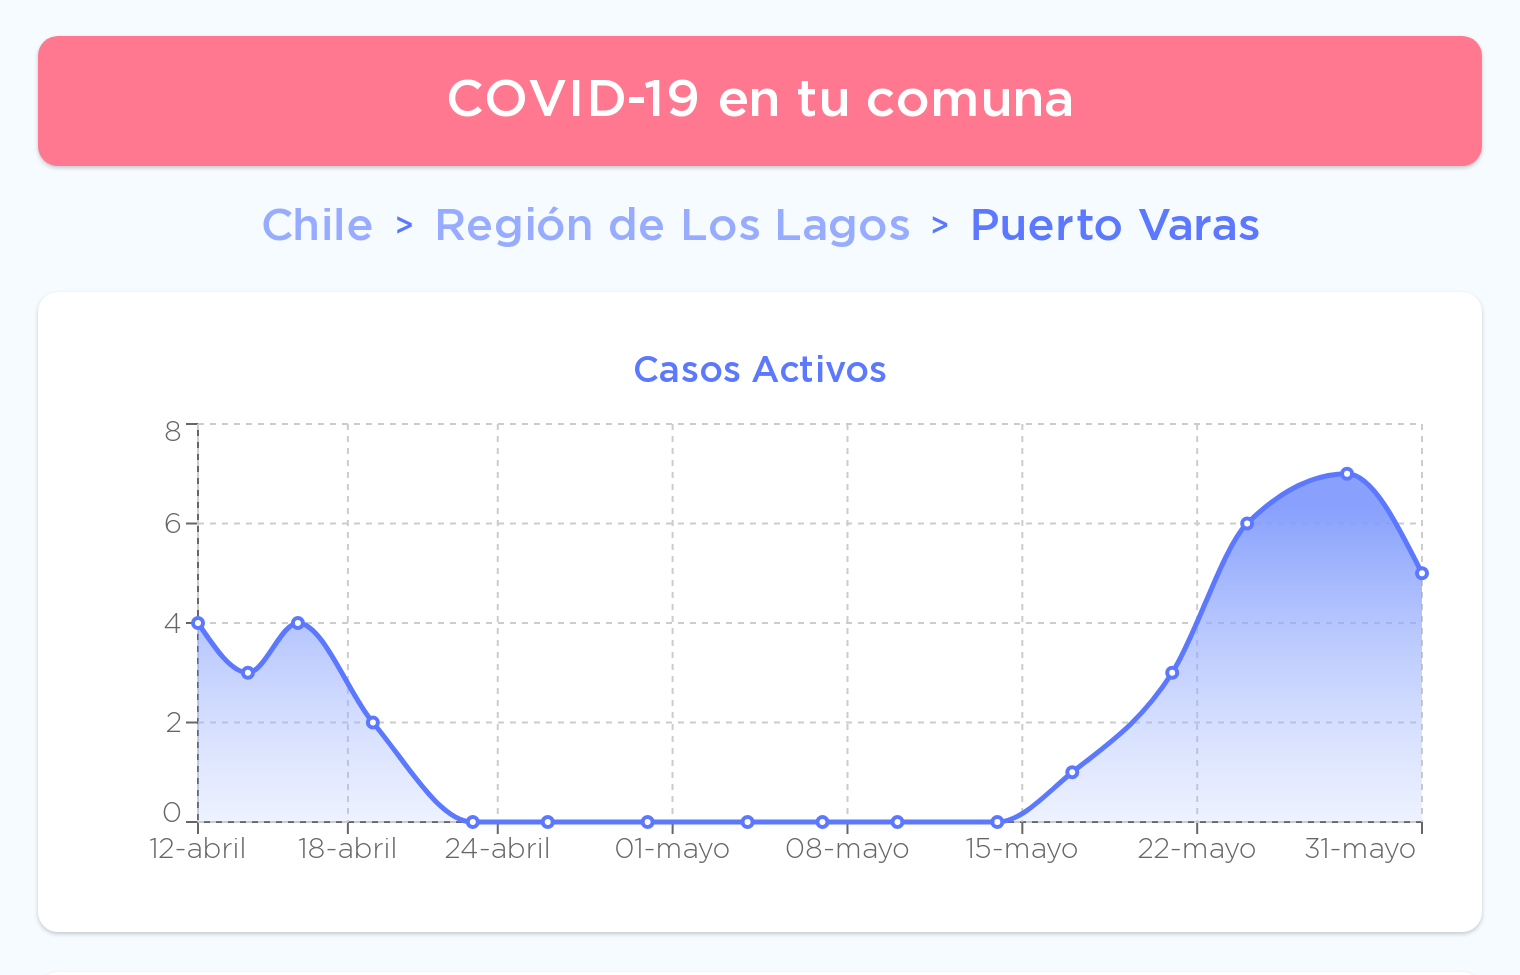 COVID-19 en tu comuna
Chile > Región de Los Lagos > Puerto Varas
Casos Activos
8
6
4
2
0
12-abril 18-abril 24-abril 01-mayo 08-mayo 15-mayo 22-mayo 31-mayo